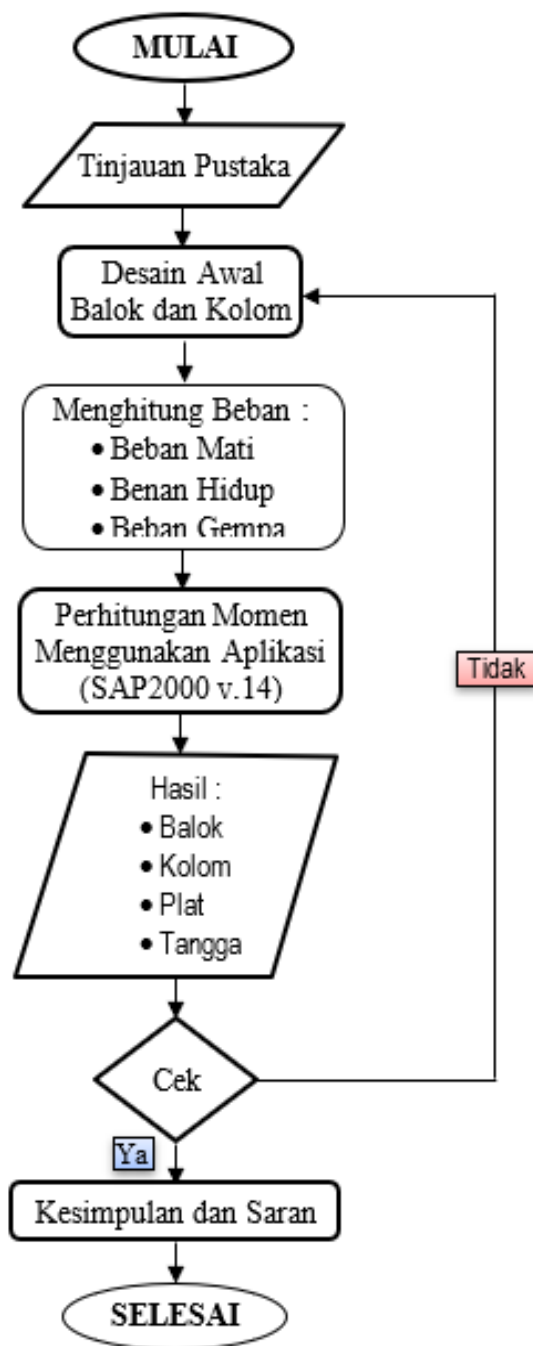 MULAI
Tinjauan Pustaka
Desain Awal
Balok dan Kolom
Menghitung Beban :
• Beban Mati
• Benan Hidup
• Beban Gempa
Perhitungan Momen
Menggunakan Aplikasi
(SAP2000 v.14)
Tidak
Hasil :
• Balok
• Kolom
• Plat
• Tangga
Cek
Ya
Kesimpulan dan Saran
SELESAI